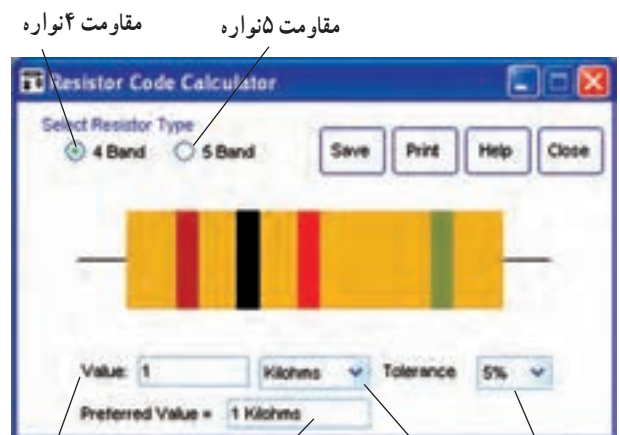 مقاومت ۴نواره مقاومت ۵نواره
Resistor Code Calculator
Select Resistor Type
4 Band 5 Band Save Print Help Close
Value: 1 Kilohms Tolerance 5%
Preferred Value = 1 Kilohms